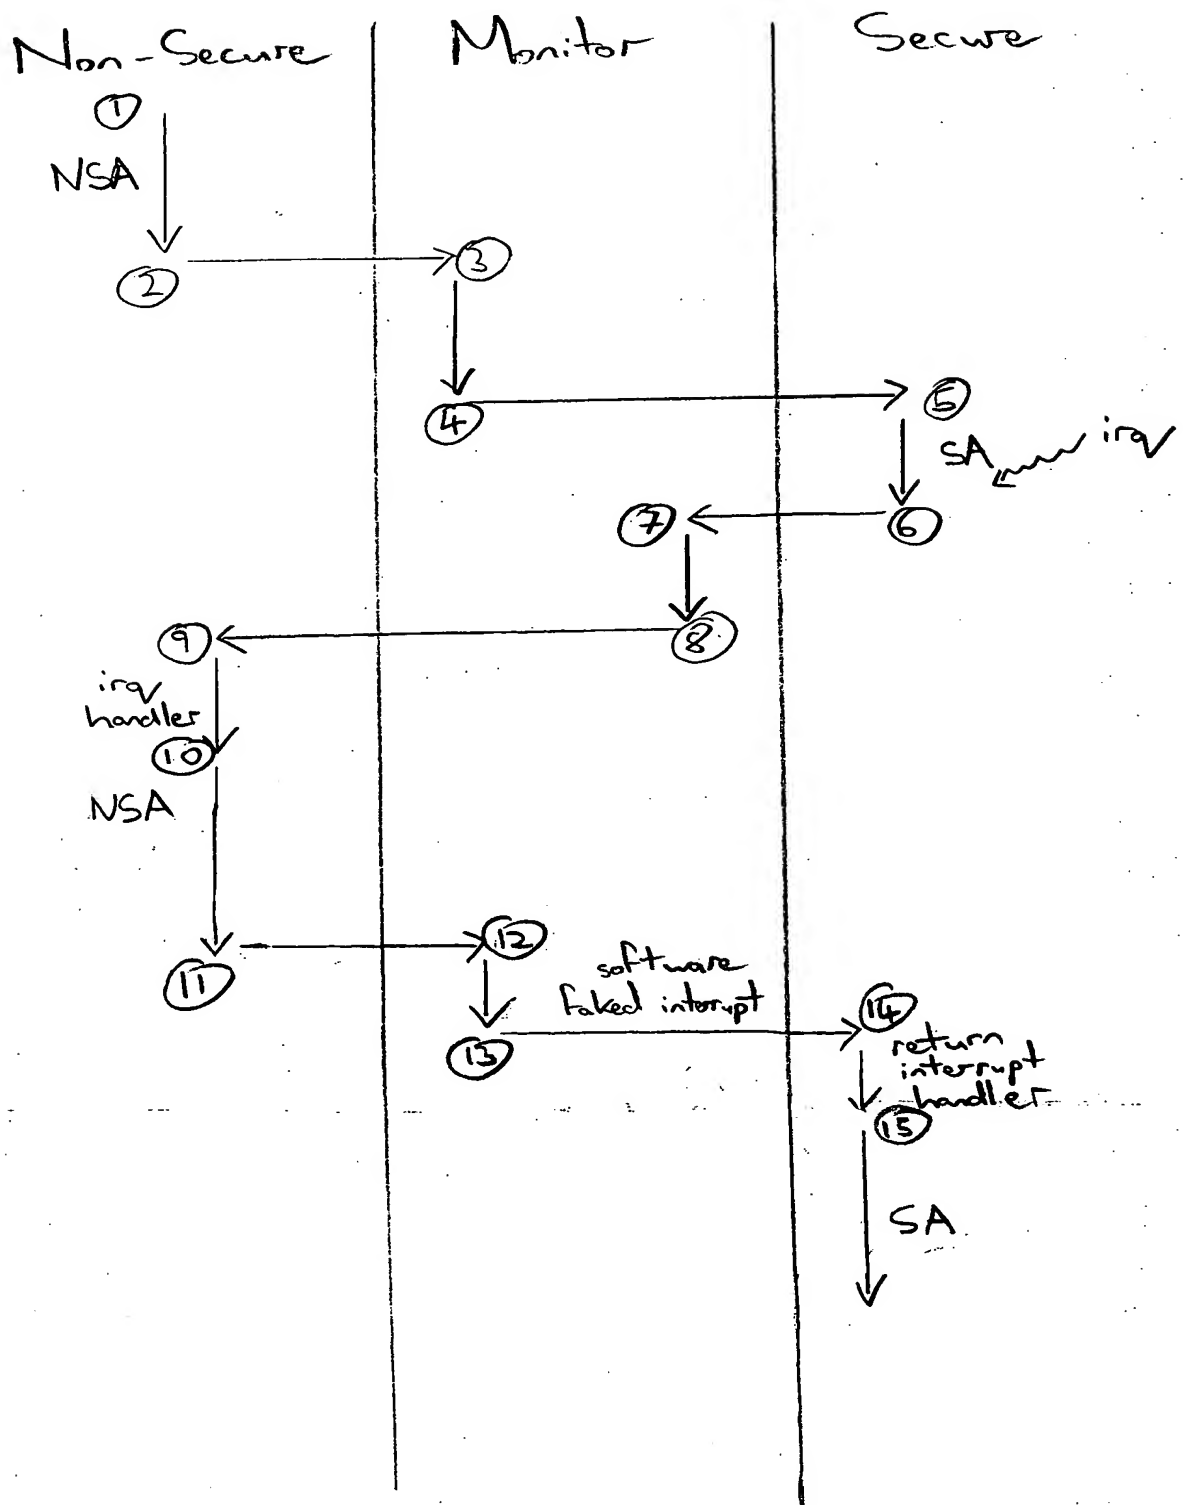 Non-Secure
Monitor
Secure
1
NSA
2
3
4
5
SA
irq
6
7
8
9
irq
handler
10
NSA
11
12
software
faked interrupt
13
14
return
interrupt
handler
15
SA